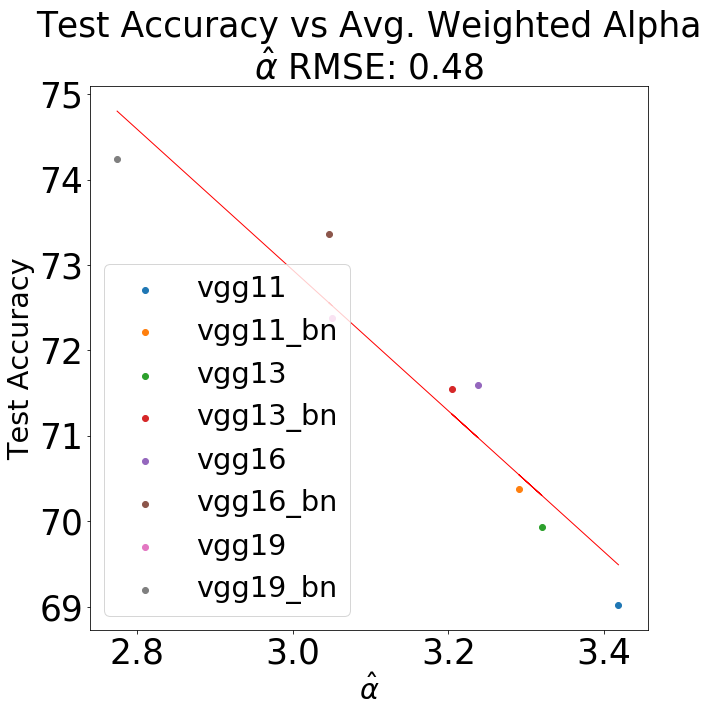 Test Accuracy vs Avg. Weighted Alpha
α̂ RMSE: 0.48
75
74
73
72
71
70
69
Test Accuracy
vgg11
vgg11_bn
vgg13
vgg13_bn
vgg16
vgg16_bn
vgg19
vgg19_bn
2.8 3.0 3.2 3.4
α̂